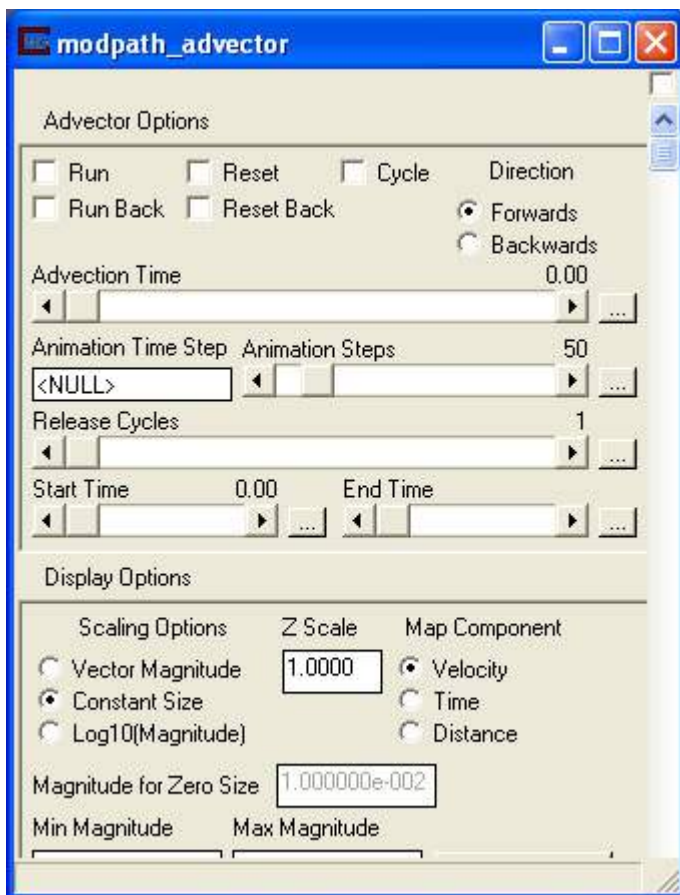 modpath_advector
Advector Options
Run Reset Cycle Direction
Run Back Reset Back Forwards
Backwards
Advection Time 0.00
...
Animation Time Step Animation Steps 50
<NULL> ...
Release Cycles 1
...
Start Time 0.00 End Time
... ...
Display Options
Scaling Options Z Scale Map Component
Vector Magnitude 1.0000 Velocity
Constant Size Time
Log10(Magnitude) Distance
Magnitude for Zero Size 1.000000e-002
Min Magnitude Max Magnitude